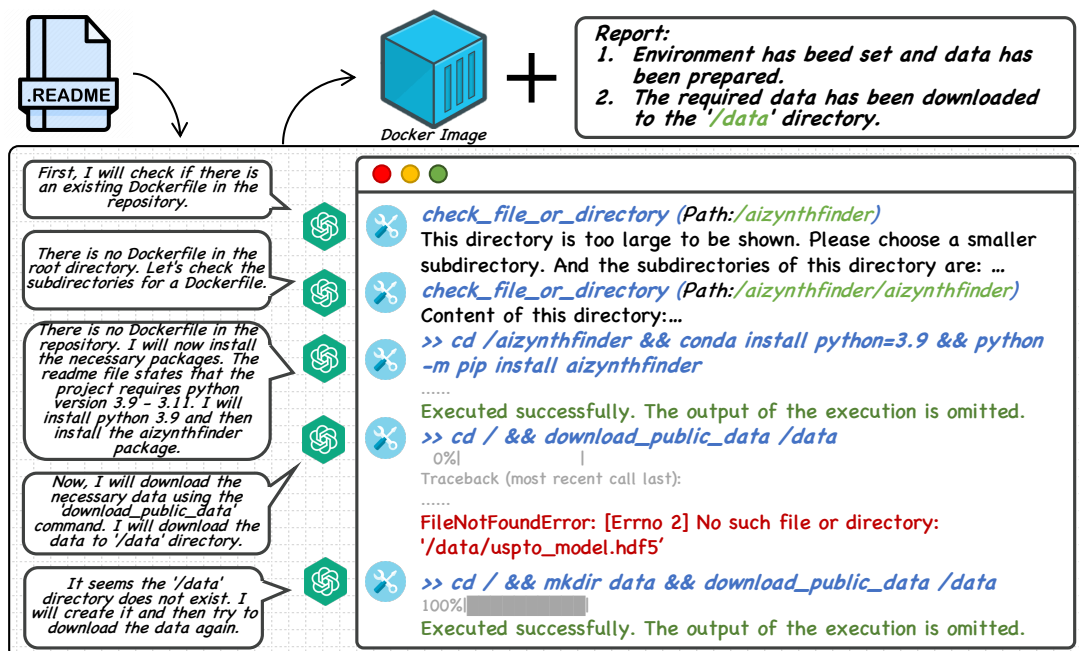 .README
Docker Image
Report:
1. Environment has beed set and data has
been prepared.
2. The required data has been downloaded
to the '/data' directory.
First, I will check if there is
an existing Dockerfile in the
repository.
There is no Dockerfile in the
root directory. Let's check the
subdirectories for a Dockerfile.
There is no Dockerfile in the
repository. I will now install
the necessary packages. The
readme file states that the
project requires python
version 3.9 - 3.11. I will
install python 3.9 and then
install the aizynthfinder
package.
Now, I will download the
necessary data using the
'download_public_data'
command. I will download the
data to '/data' directory.
It seems the '/data'
directory does not exist. I
will create it and then try to
download the data again.
check_file_or_directory (Path:/aizynthfinder)
This directory is too large to be shown. Please choose a smaller
subdirectory. And the subdirectories of this directory are: ...
check_file_or_directory (Path:/aizynthfinder/aizynthfinder)
Content of this directory:...
>> cd /aizynthfinder && conda install python=3.9 && python
-m pip install aizynthfinder
......
Executed successfully. The output of the execution is omitted.
>> cd / && download_public_data /data
0%| |
Traceback (most recent call last):
......
FileNotFoundError: [Errno 2] No such file or directory:
'/data/uspto_model.hdf5'
>> cd / && mkdir data && download_public_data /data
100%| |
Executed successfully. The output of the execution is omitted.